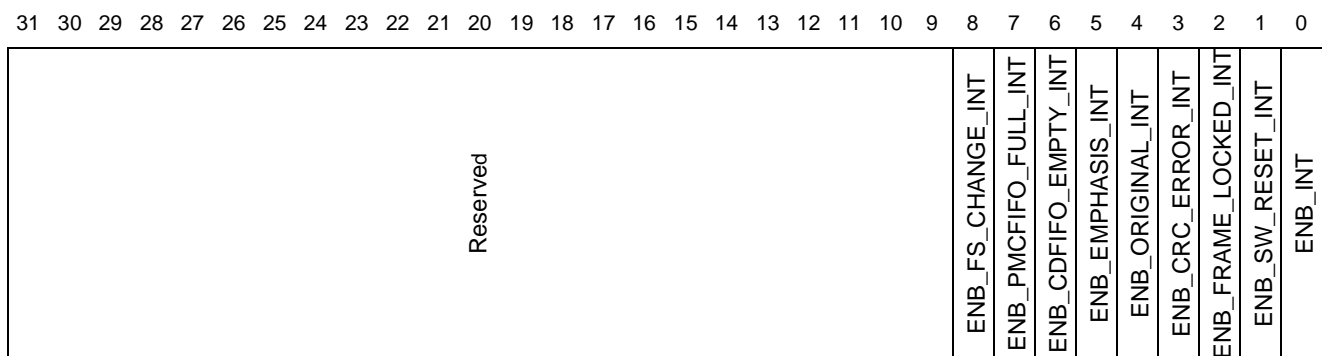 31 30 29 28 27 26 25 24 23 22 21 20 19 18 17 16 15 14 13 12 11 10 9 8 7 6 5 4 3 2 1 0
Reserved
ENB_FS_CHANGE_INT
ENB_PMCFIFO_FULL_INT
ENB_CDFIFO_EMPTY_INT
ENB_EMPHASIS_INT
ENB_ORIGINAL_INT
ENB_CRC_ERROR_INT
ENB_FRAME_LOCKED_INT
ENB_SW_RESET_INT
ENB_INT